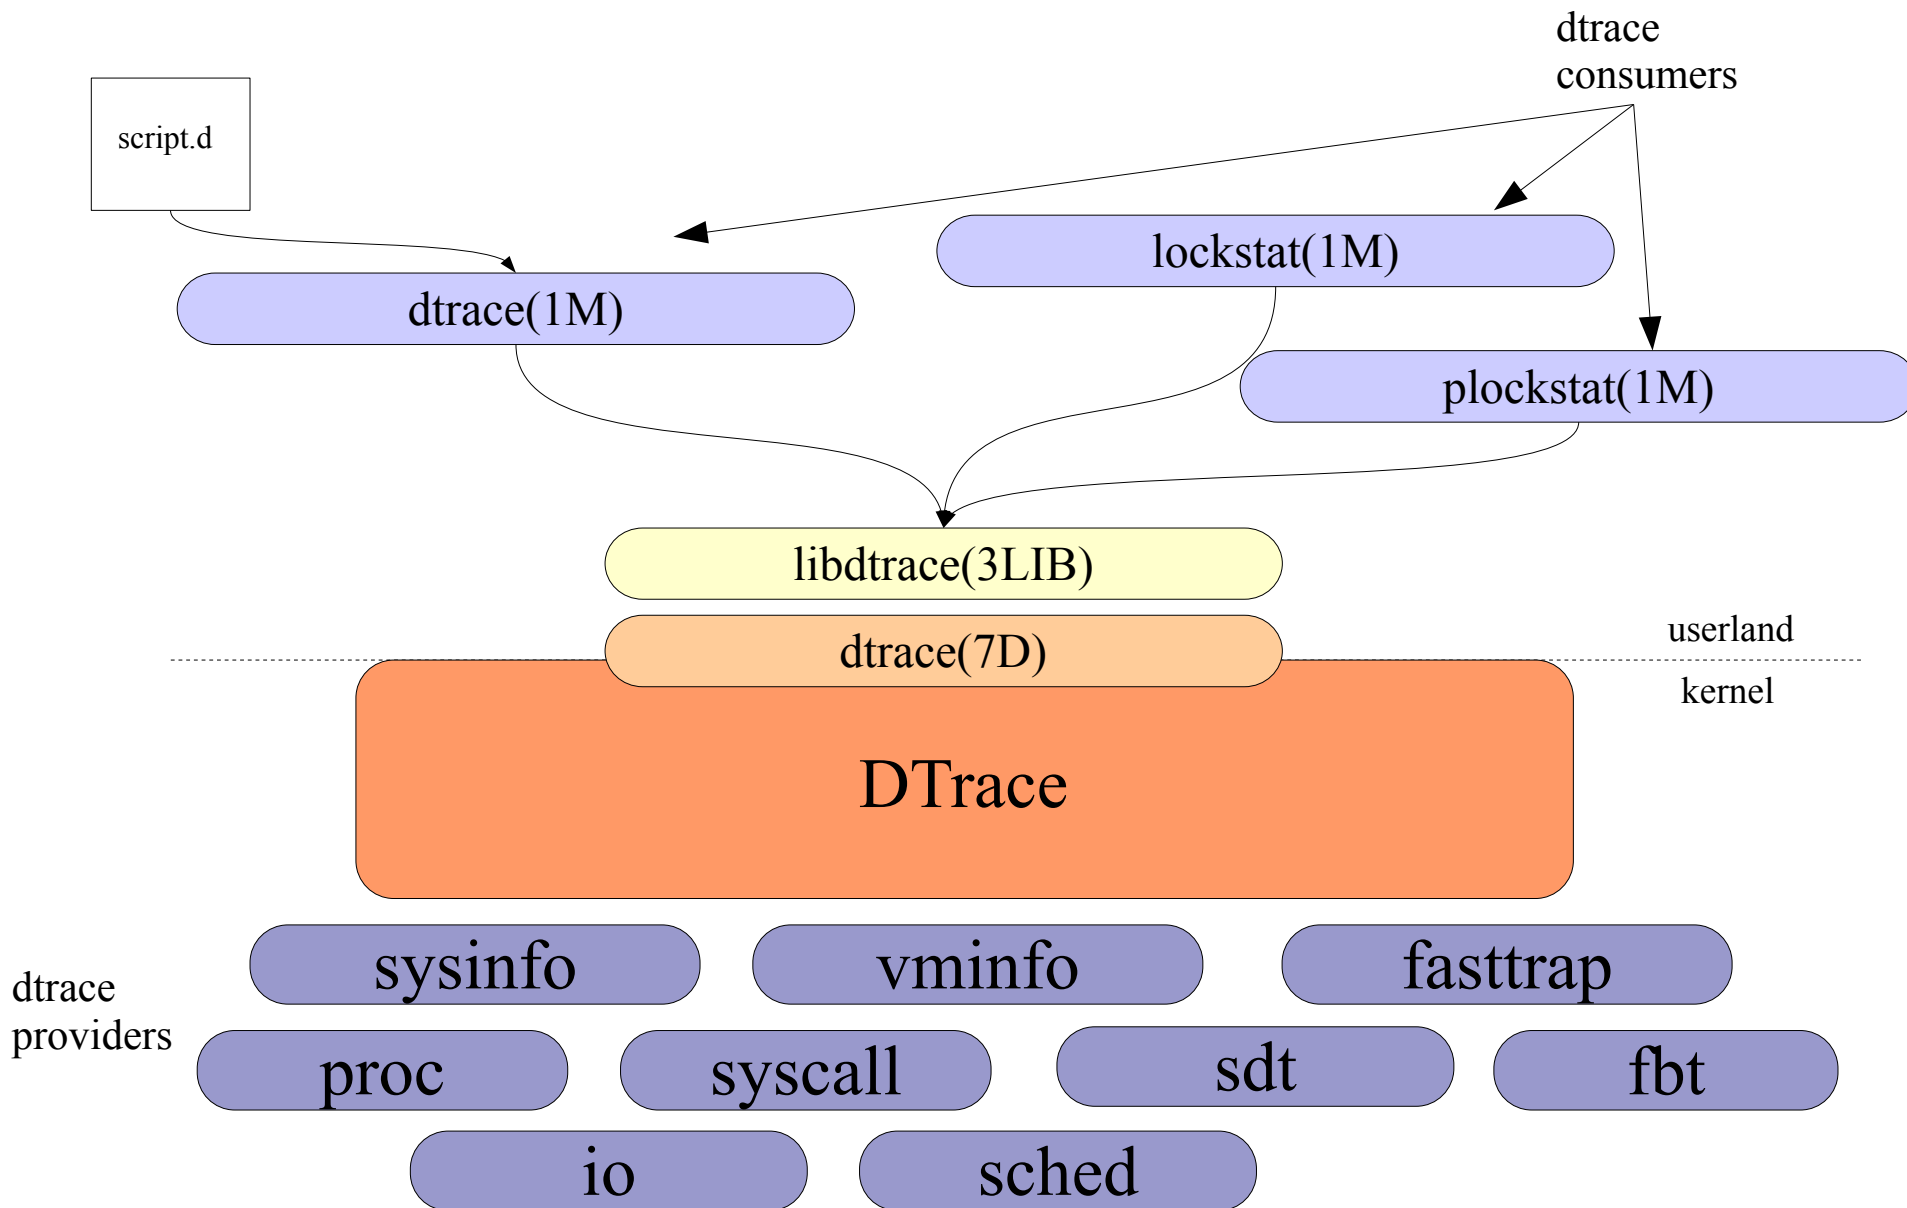 dtrace
consumers
script.d
lockstat(1M)
dtrace(1M)
plockstat(1M)
libdtrace(3LIB)
userland
dtrace(7D)
kernel
DTrace
sysinfo
vminfo
fasttrap
dtrace
providers
proc
syscall
sdt
fbt
io
sched